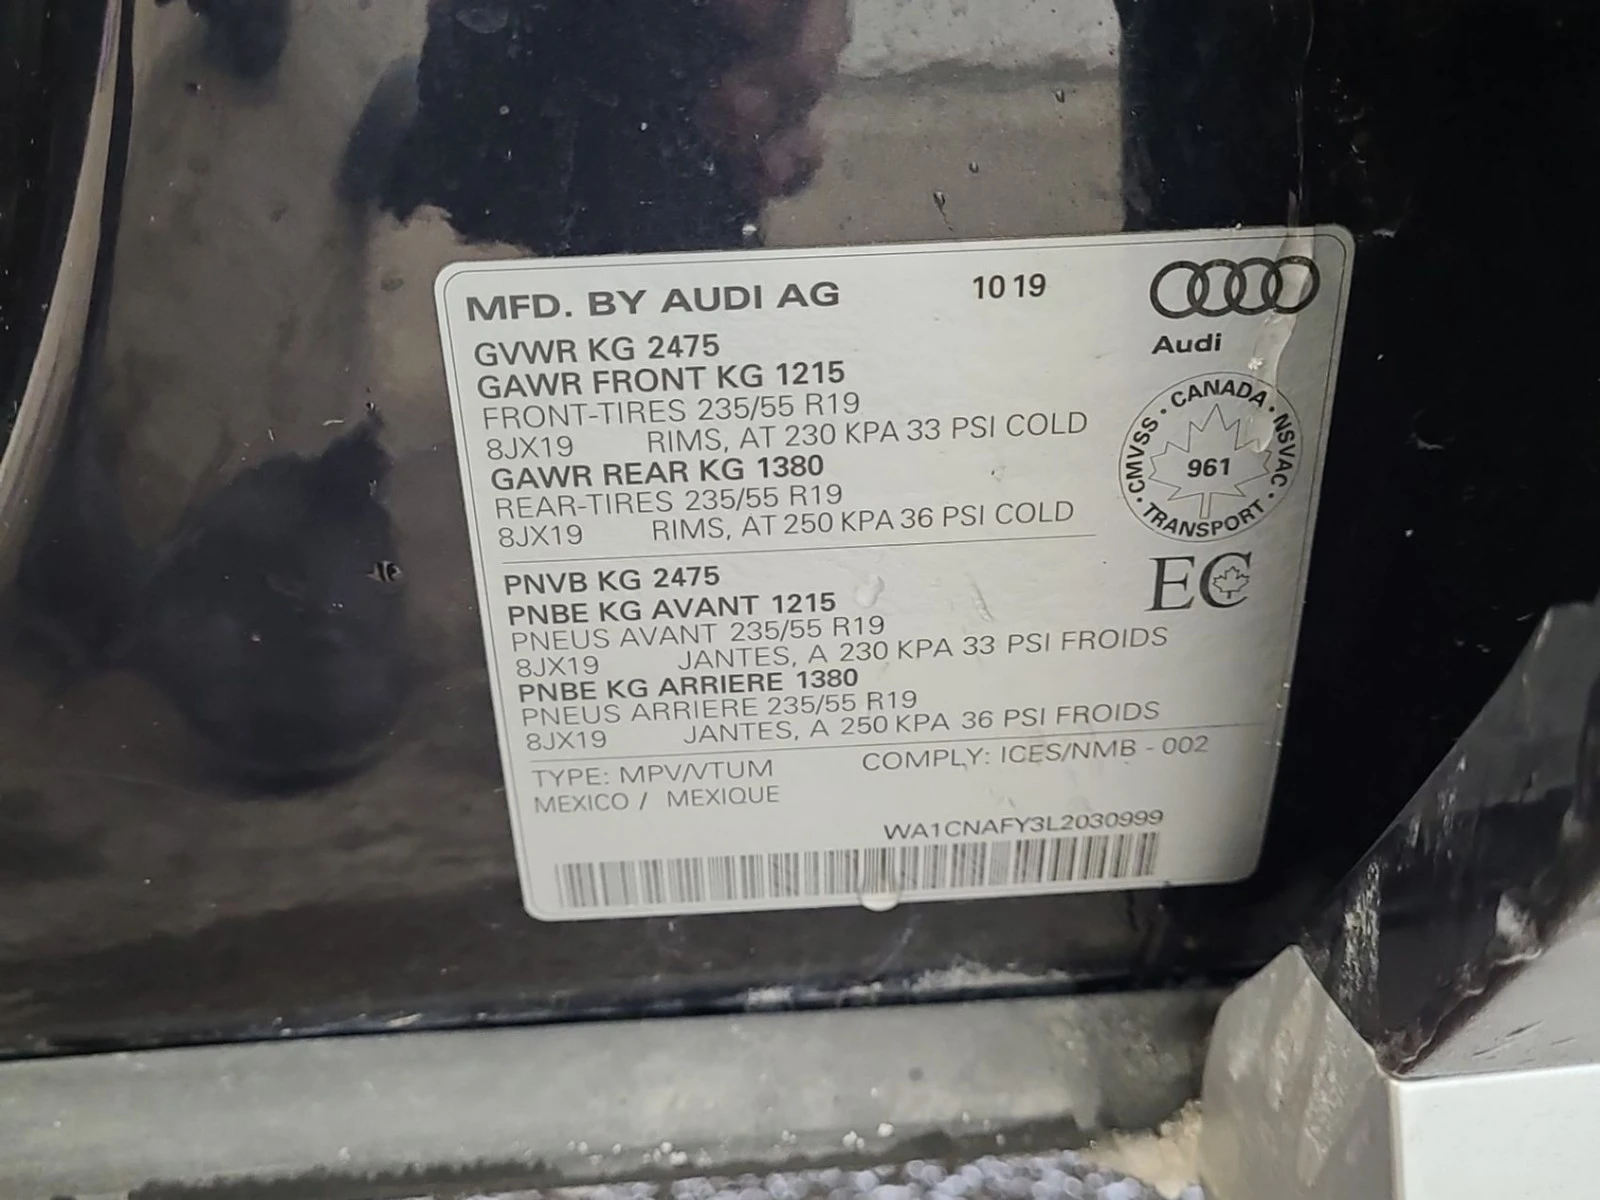 MFD. BY AUDI AG 10 19
Audi
GVWR KG 2475
GAWR FRONT KG 1215
FRONT-TIRES 235/55 R19
8JX19 RIMS, AT 230 KPA 33 PSI COLD
GAWR REAR KG 1380
REAR-TIRES 235/55 R19
8JX19 RIMS, AT 250 KPA 36 PSI COLD
· CANADA · NSVAC · TRANSPORT · CMVSS
961
EC
PNVB KG 2475
PNBE KG AVANT 1215
PNEUS AVANT 235/55 R19
8JX19 JANTES, A 230 KPA 33 PSI FROIDS
PNBE KG ARRIERE 1380
PNEUS ARRIERE 235/55 R19
8JX19 JANTES, A 250 KPA 36 PSI FROIDS
TYPE: MPV/VTUM COMPLY: ICES/NMB - 002
MEXICO / MEXIQUE
WA1CNAFY3L2030999